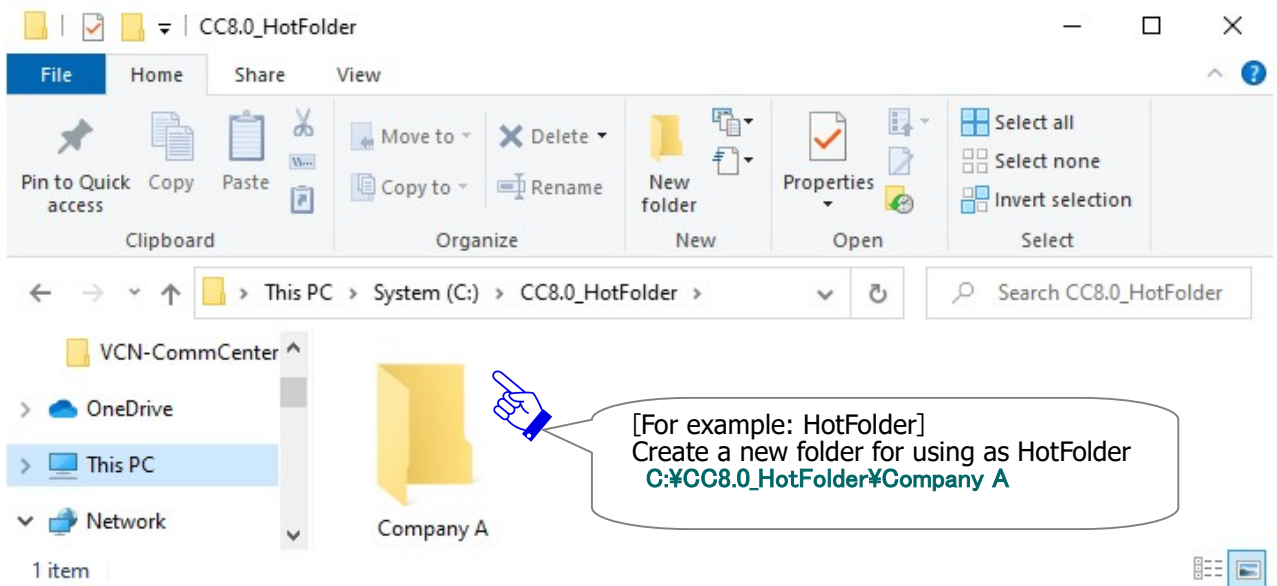 CC8.0_HotFolder
File Home Share View
Pin to Quick access
Copy
Paste
Clipboard
Move to
Copy to
Delete
Rename
Organize
New folder
New
Properties
Open
Select all
Select none
Invert selection
Select
This PC > System (C:) > CC8.0_HotFolder >
Search CC8.0_HotFolder
VCN-CommCenter
OneDrive
This PC
Network
Company A
[For example: HotFolder]
Create a new folder for using as HotFolder
C:¥CC8.0_HotFolder¥Company A
1 item